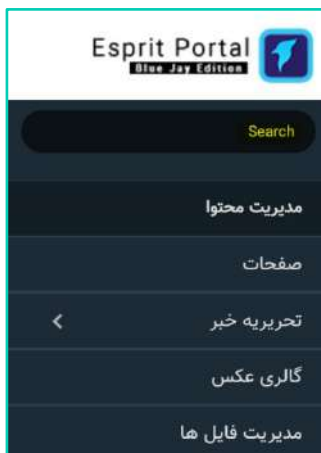 Esprit Portal
Blue Jay Edition
Search
مدیریت محتوا
صفحات
تحریریه خبر
گالری عکس
مدیریت فایل ها